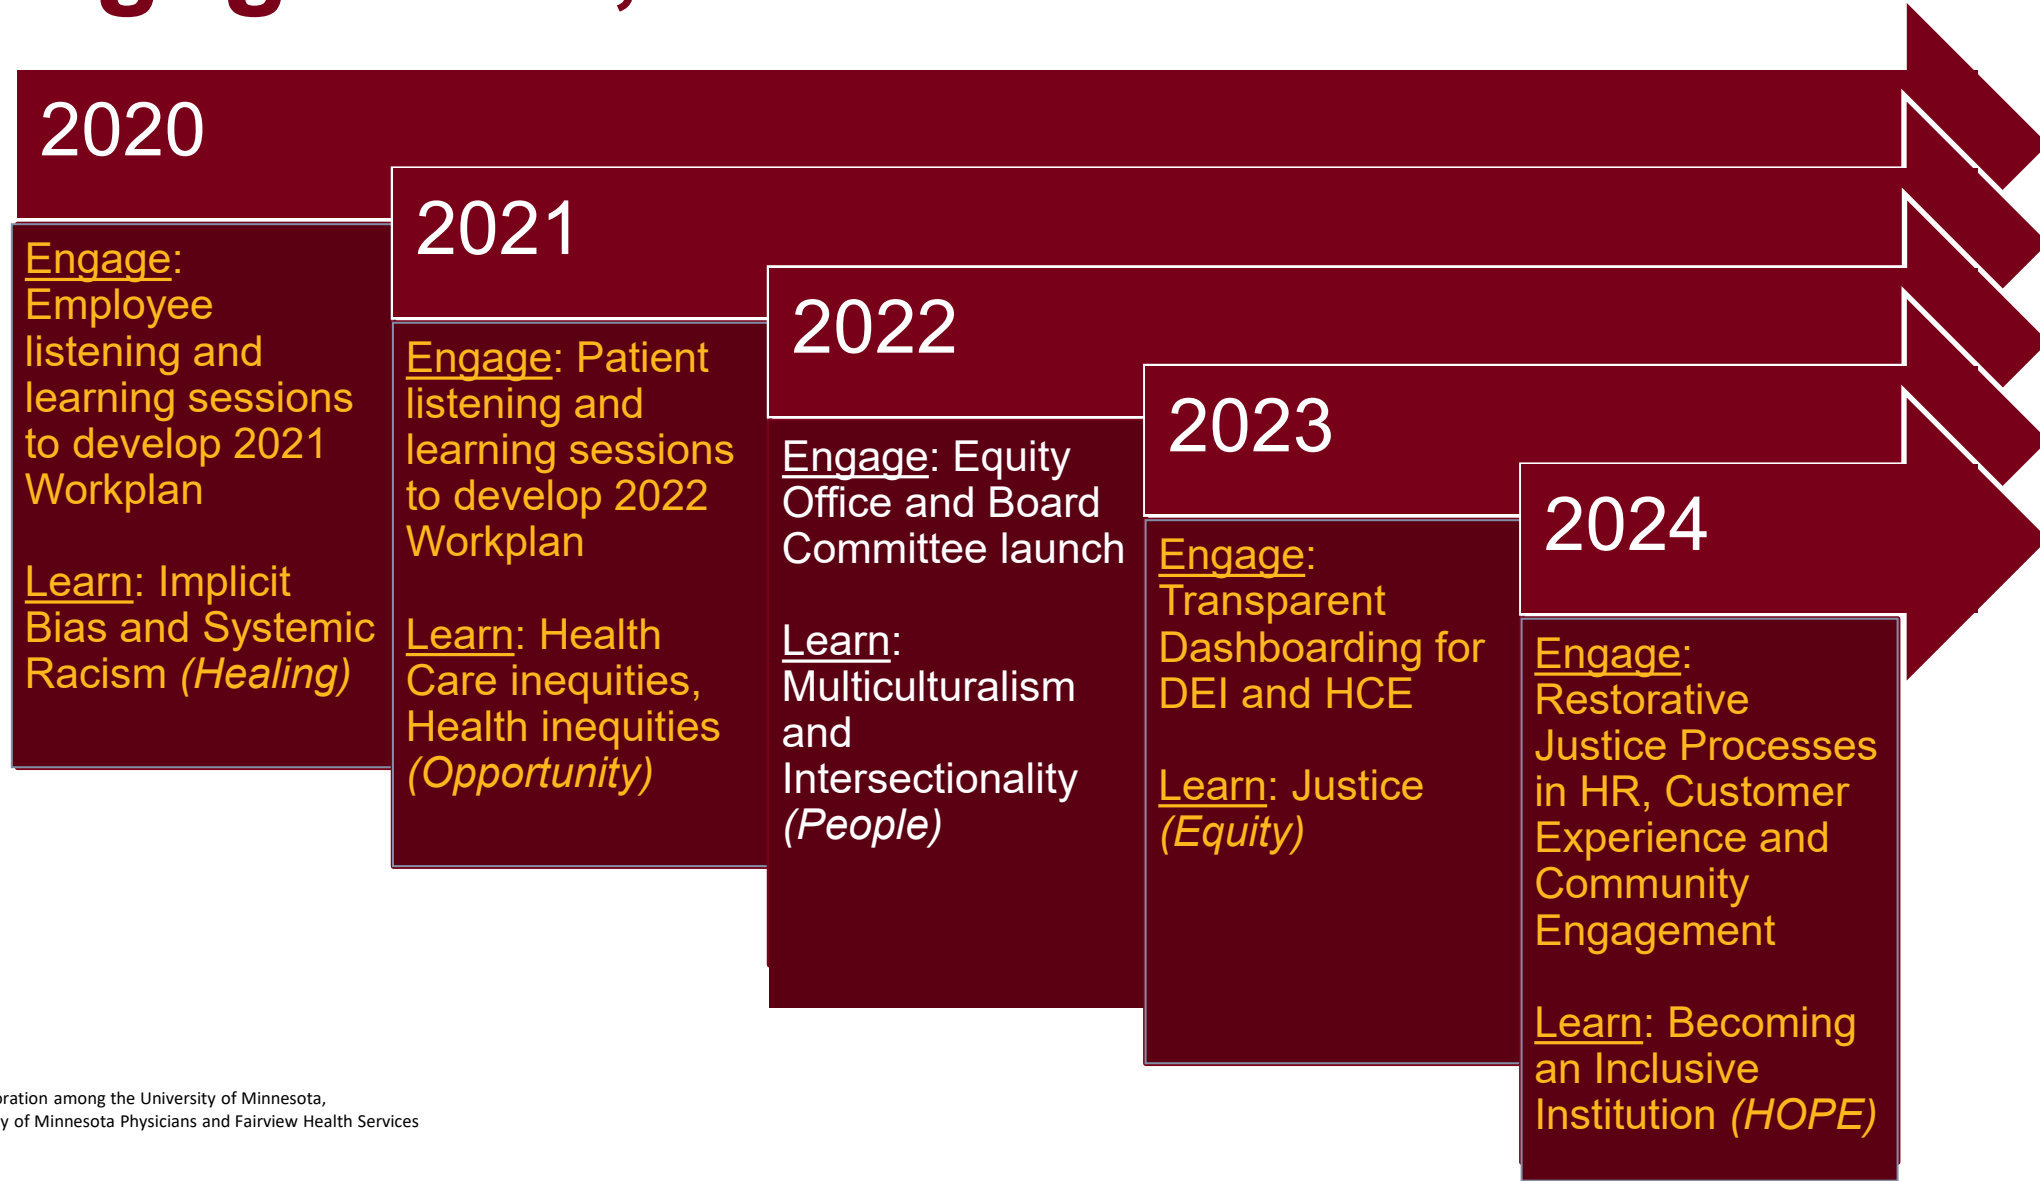 2020
Engage:
Employee
listening and
learning sessions
to develop 2021
Workplan
Learn: Implicit
Bias and Systemic
Racism (Healing)
2021
Engage: Patient
listening and
learning sessions
to develop 2022
Workplan
Learn: Health
Care inequities,
Health inequities
(Opportunity)
2022
Engage: Equity
Office and Board
Committee launch
Learn:
Multiculturalism
and
Intersectionality
(People)
2023
Engage:
Transparent
Dashboarding for
DEI and HCE
Learn: Justice
(Equity)
2024
Engage:
Restorative
Justice Processes
in HR, Customer
Experience and
Community
Engagement
Learn: Becoming
an Inclusive
Institution (HOPE)
among the University of Minnesota,
of Minnesota Physicians and Fairview Health Services